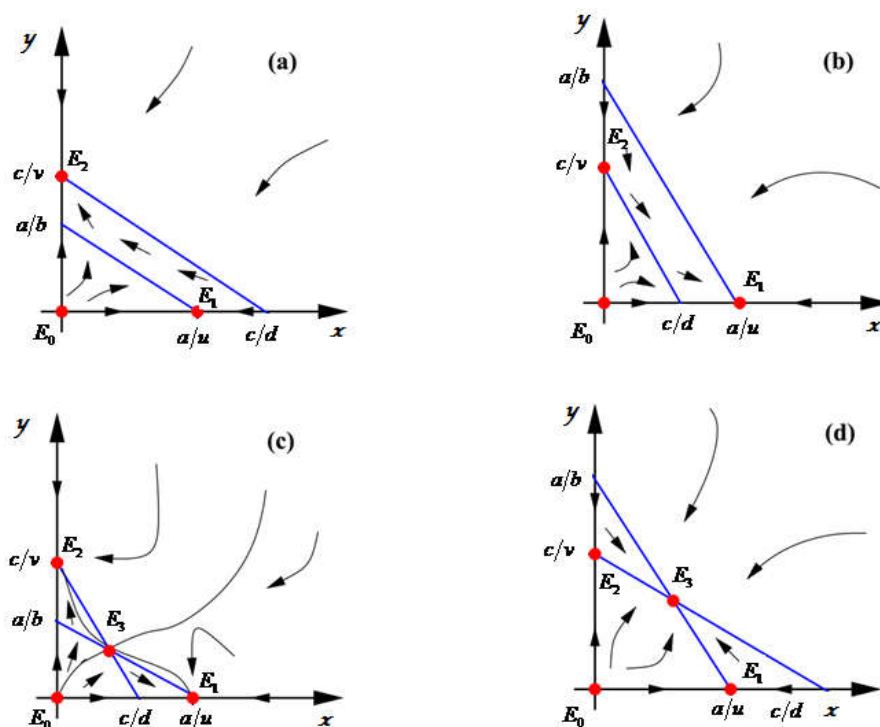 y (a)
E₂
c/v
a/b
E₁
E₀ a/u c/d x
y (b)
a/b
E₂
c/v
E₁
E₀ c/d a/u x
y (c)
E₂
c/v
a/b E₃
E₁
E₀ c/d a/u x
y (d)
a/b
c/v E₃
E₂
E₁
E₀ a/u c/d x